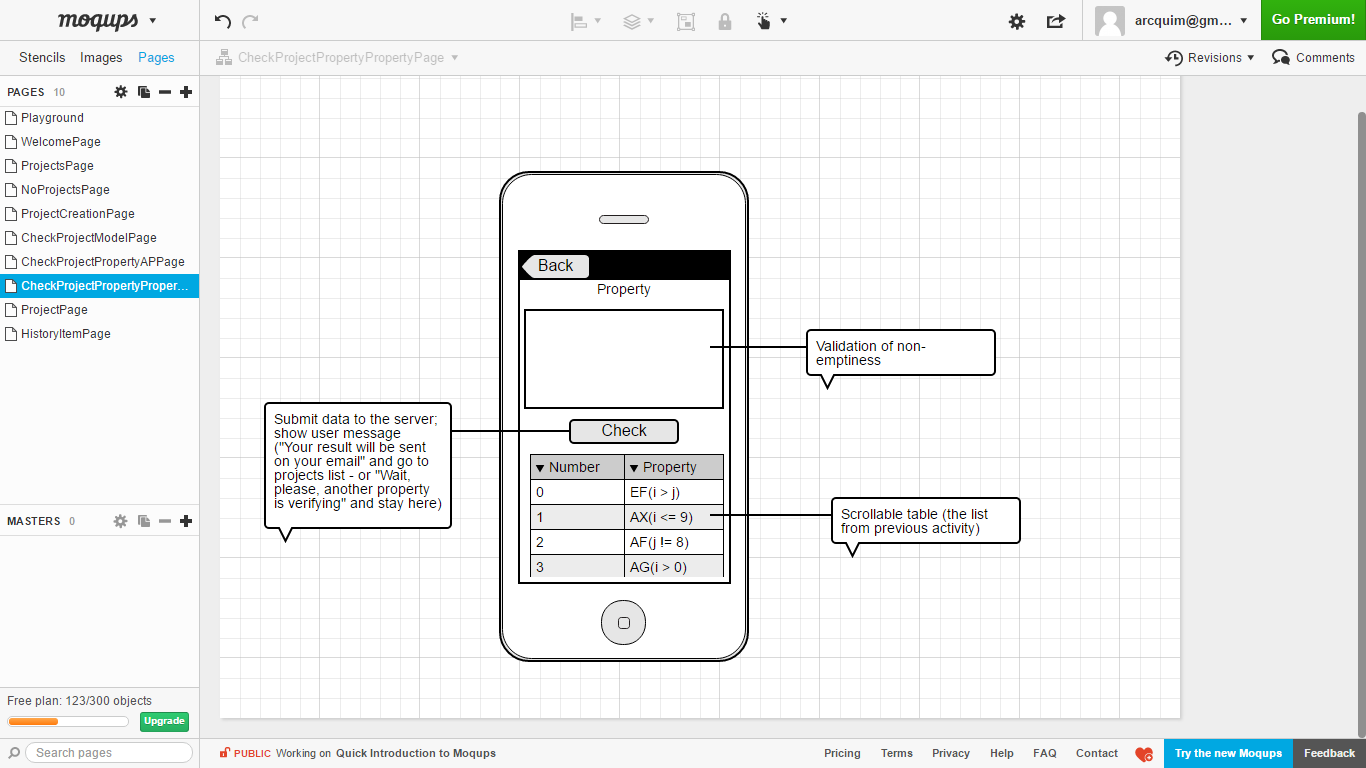 moqups
arcquim@gm...
Go Premium!
Stencils
Images
Pages
CheckProjectPropertyPropertyPage
Revisions
Comments
PAGES 10
Playground
WelcomePage
ProjectsPage
NoProjectsPage
ProjectCreationPage
CheckProjectModelPage
CheckProjectPropertyAPPage
CheckProjectPropertyProper...
ProjectPage
HistoryItemPage
MASTERS 0
Free plan: 123/300 objects
Upgrade
Search pages
Back
Property
Validation of non-
emptiness
Submit data to the server;
show user message
("Your result will be sent
on your email" and go to
projects list - or "Wait,
please, another property
is verifying" and stay here)
Check
Number Property
0 EF(i > j)
1 AX(i <= 9)
2 AF(j != 8)
3 AG(i > 0)
Scrollable table (the list
from previous activity)
PUBLIC Working on Quick Introduction to Moqups
Pricing
Terms
Privacy
Help
FAQ
Contact
Try the new Moqups
Feedback